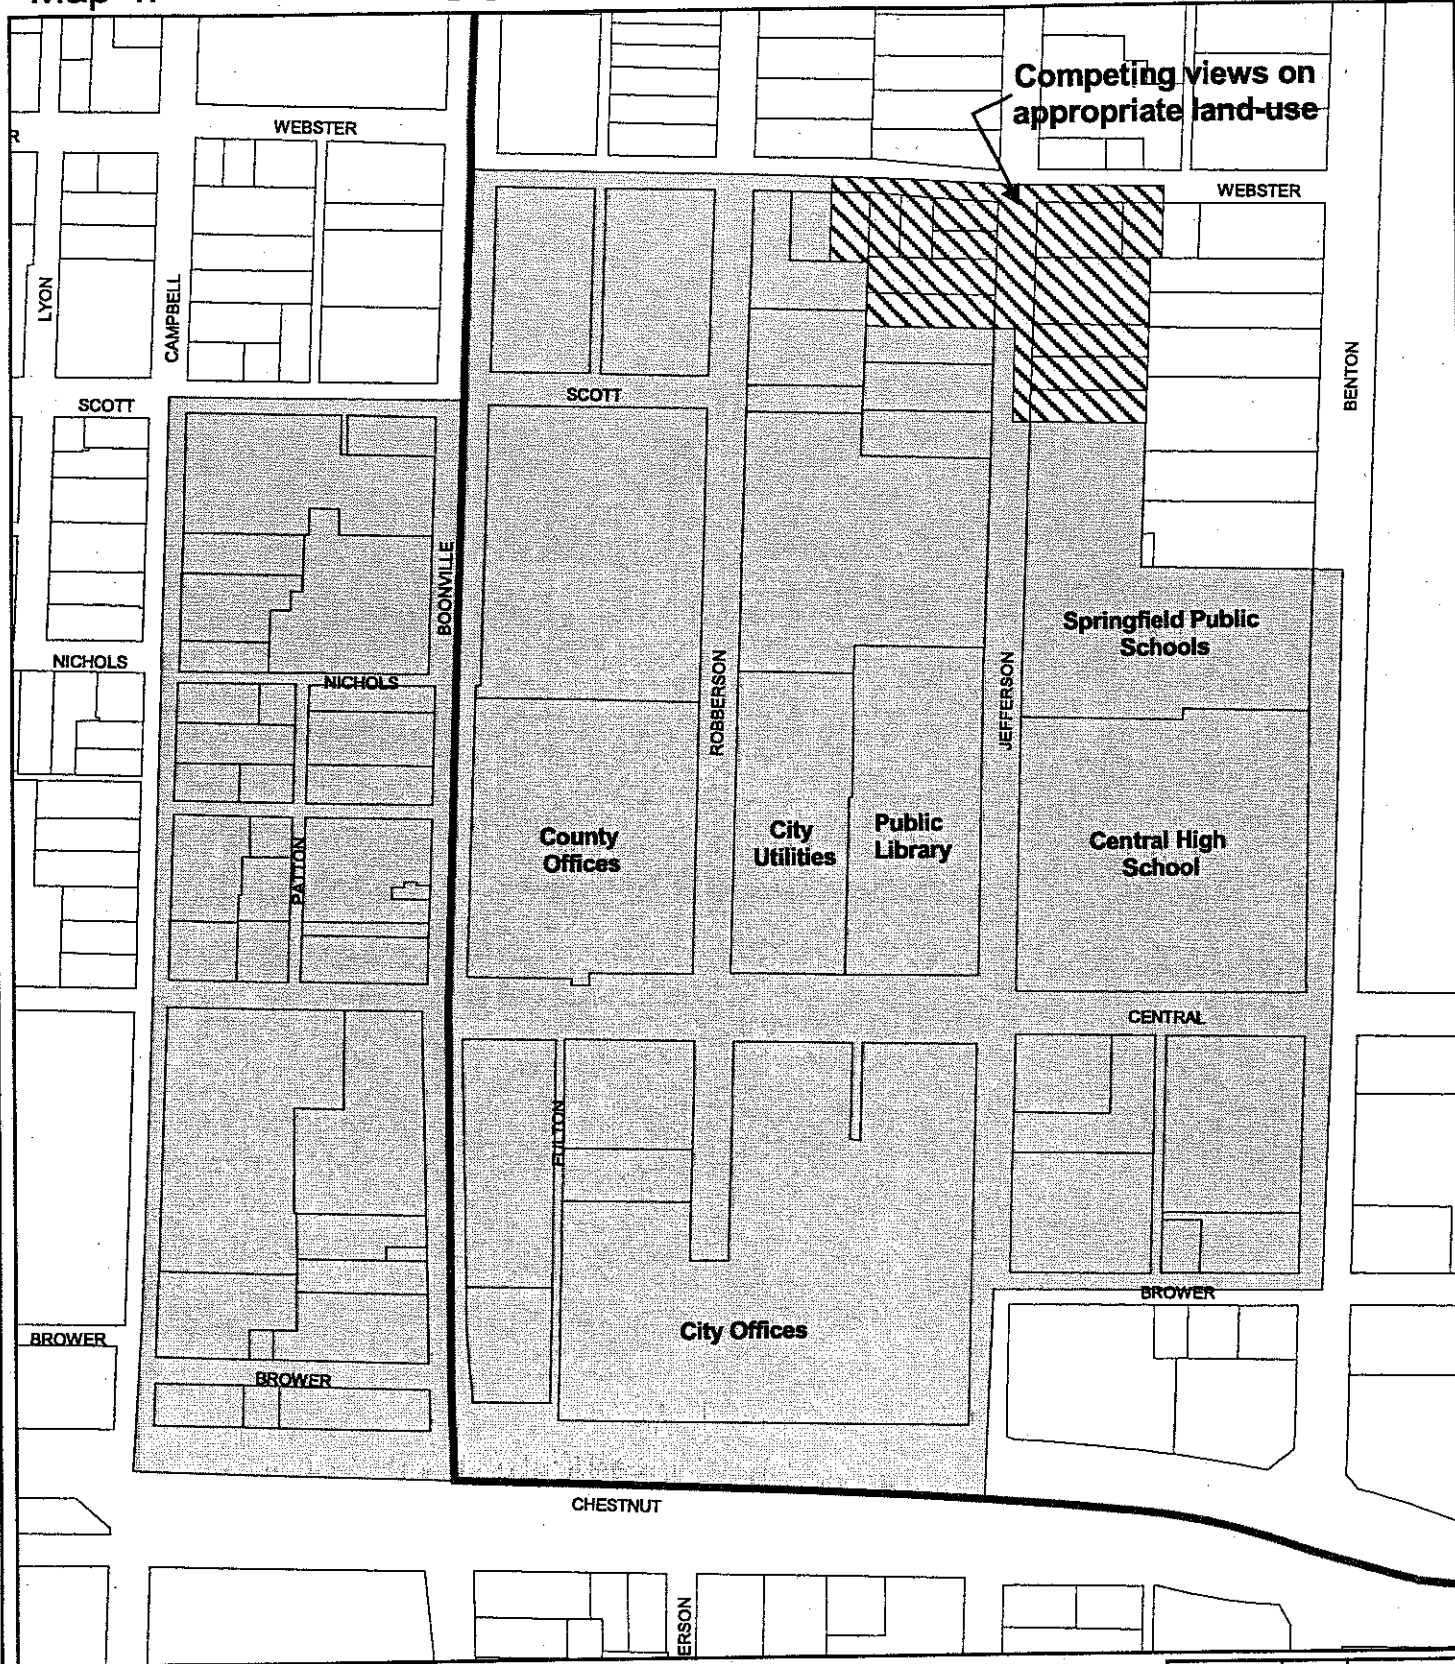 Map
Competing views on
appropriate land-use
WEBSTER
R
WEBSTER
LYON
CAMPBELL
BENTON
SCOTT
SCOTT
BOONVILLE
Springfield Public
Schools
NICHOLS
NICHOLS
ROBBERSON
JEFFERSON
County
Offices
City
Utilities
Public
Library
Central High
School
PATTON
CENTRAL
FULTON
BROWER
City Offices
BROWER
BROWER
CHESTNUT
ERSON